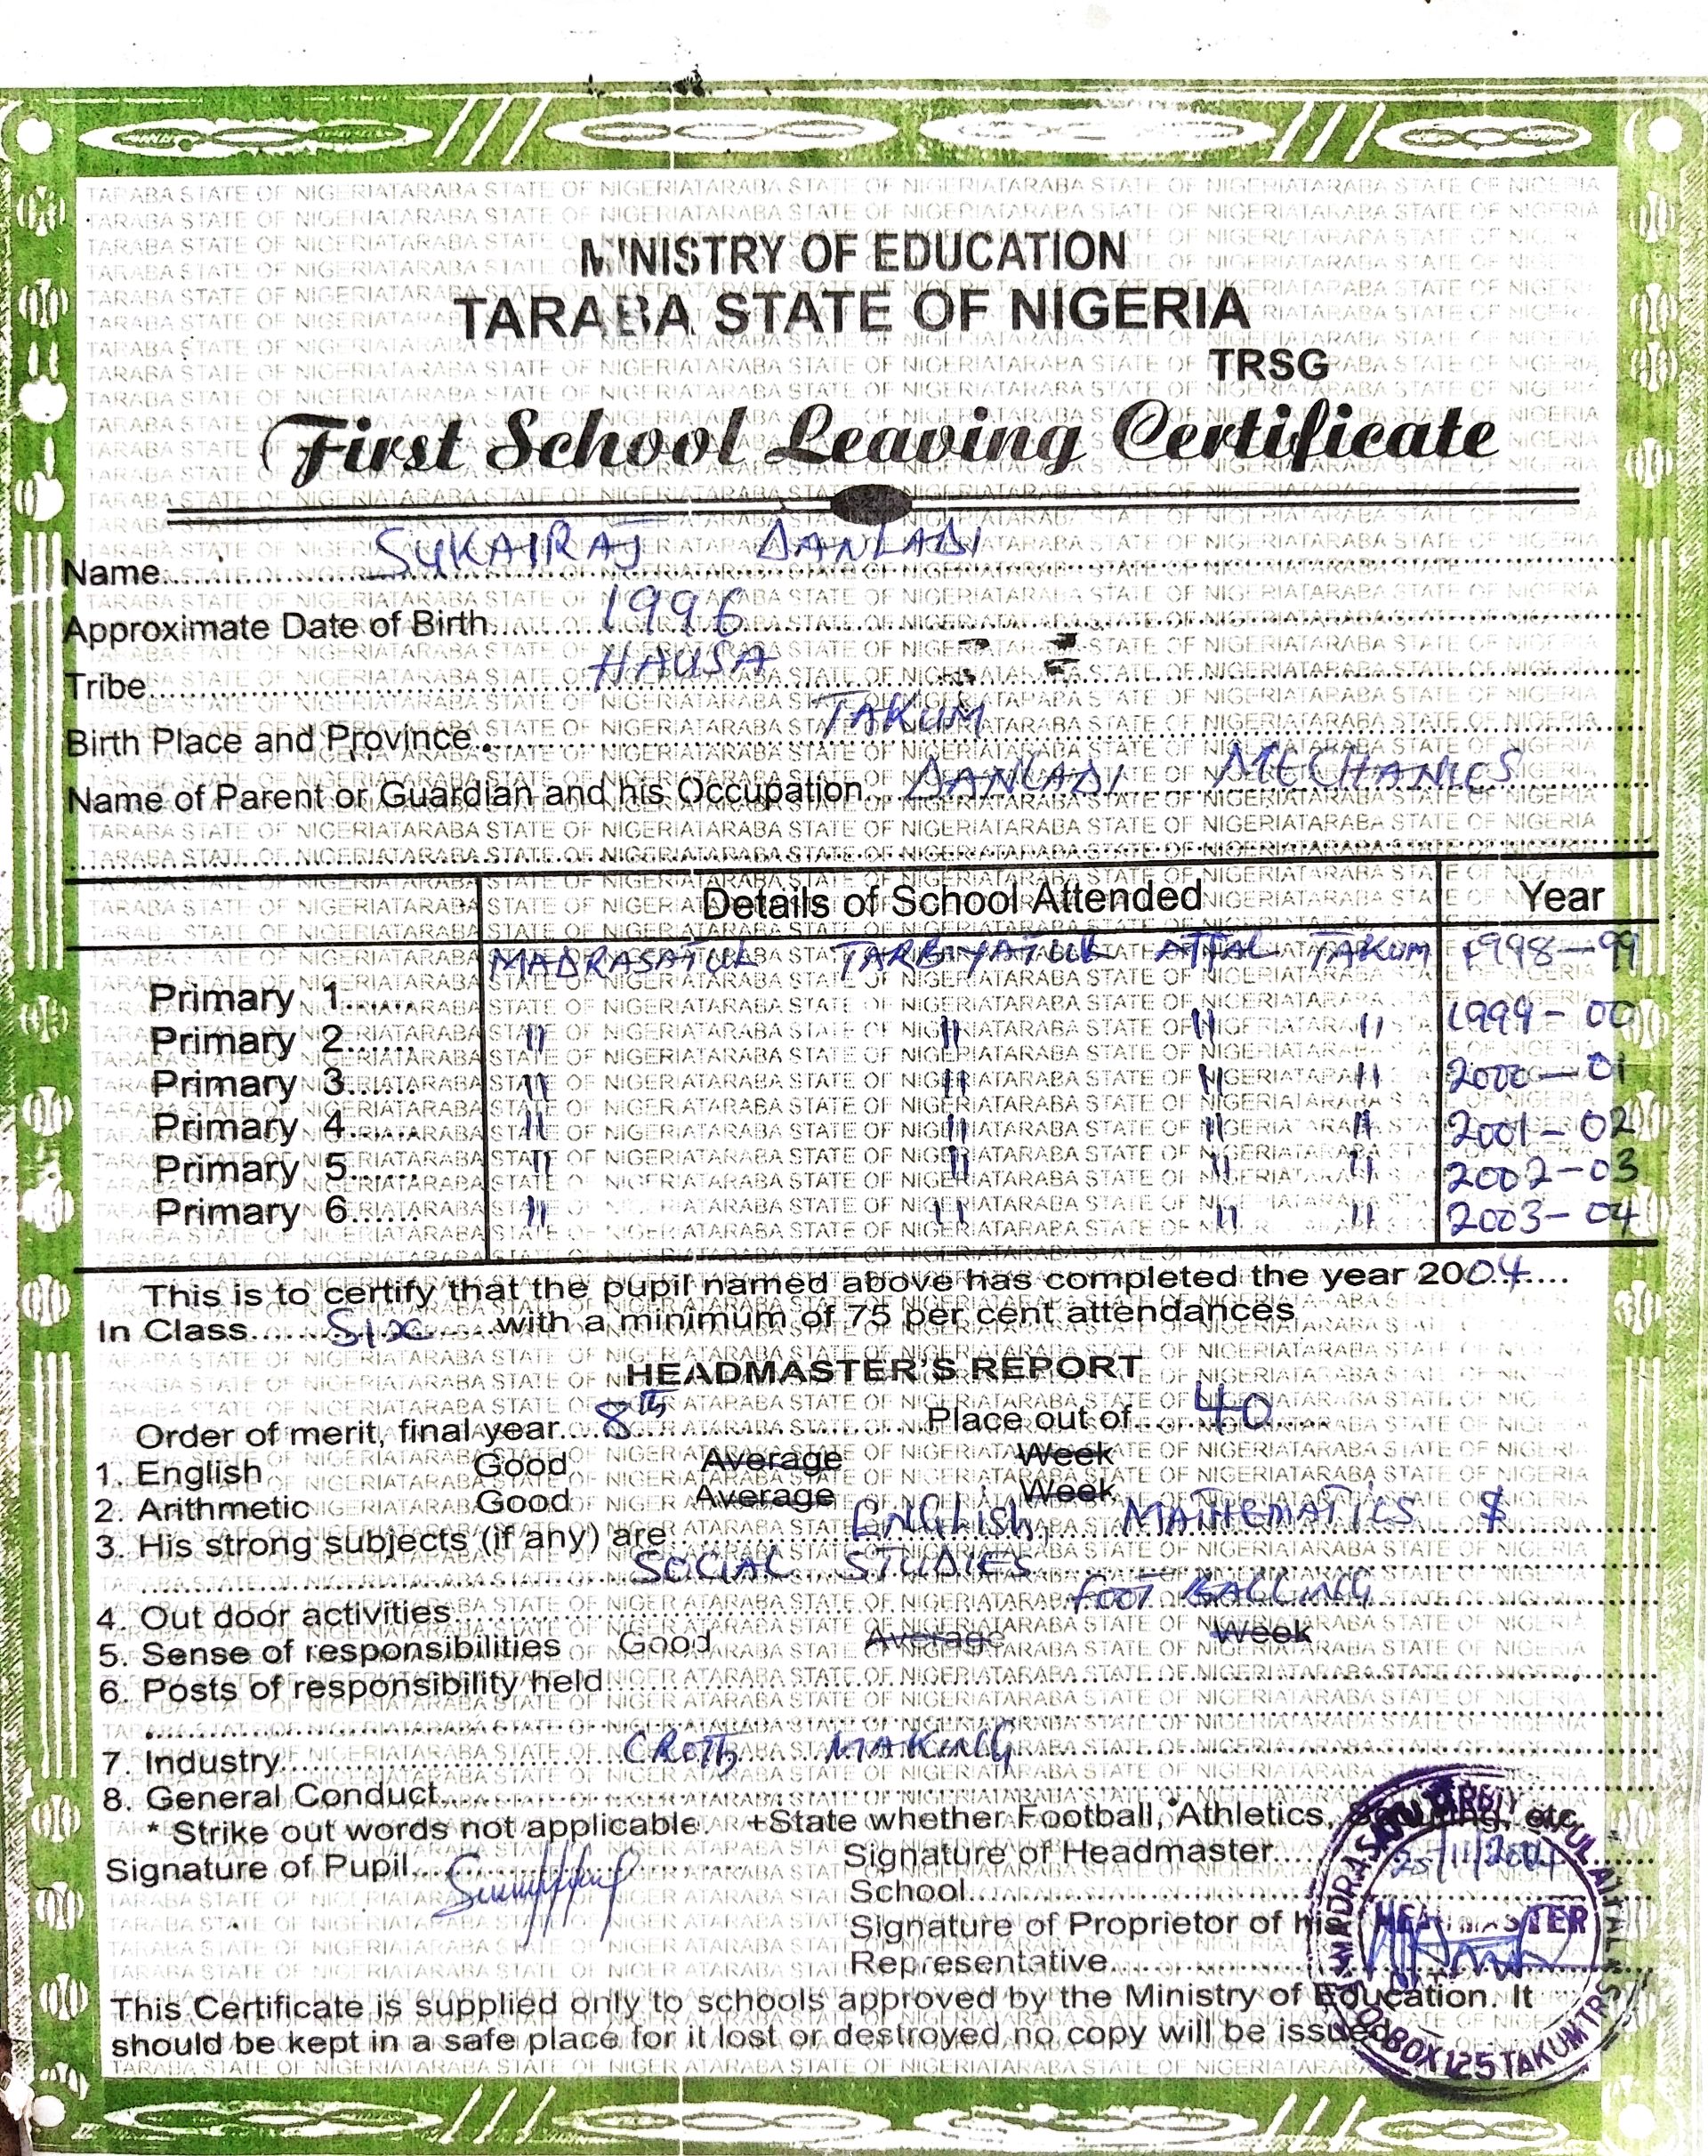 MINISTRY OF EDUCATION
TARABA STATE OF NIGERIA
TRSG
First School Leaving Certificate
Name SUKAIRAJ DANLADI
Approximate Date of Birth 1996
Tribe HAUSA
Birth Place and Province TAKUM
Name of Parent or Guardian and his Occupation DANLADI MECHANICS
Details of School Attended Year
MADRASATUL TARBIYATUL ATFAL TAKUM 1998-99
Primary 1
Primary 2 " " " " 1999-00
Primary 3 " " " " 2000-01
Primary 4 " " " " 2001-02
Primary 5 " " " " 2002-03
Primary 6 " " " " 2003-04
This is to certify that the pupil named above has completed the year 2004
In Class Six with a minimum of 75 per cent attendances
HEADMASTER'S REPORT
Order of merit, final year 8th Place out of 40
1. English Good Average Week
2. Arithmetic Good Average Week
3. His strong subjects (if any) are ENGLISH, MATHEMATICS $
SOCIAL STUDIES
4. Out door activities FOOT BALLING
5. Sense of responsibilities Good Average Week
6. Posts of responsibility held
7. Industry CROTH MAKING
8. General Conduct
* Strike out words not applicable. +State whether Football, Athletics, etc
Signature of Pupil
Signature of Headmaster 25/11/2004
School
Signature of Proprietor of his HEADMASTER
Representative
This Certificate is supplied only to schools approved by the Ministry of Education. It
should be kept in a safe place for it lost or destroyed no copy will be issued
P.O. BOX 125 TAKUM